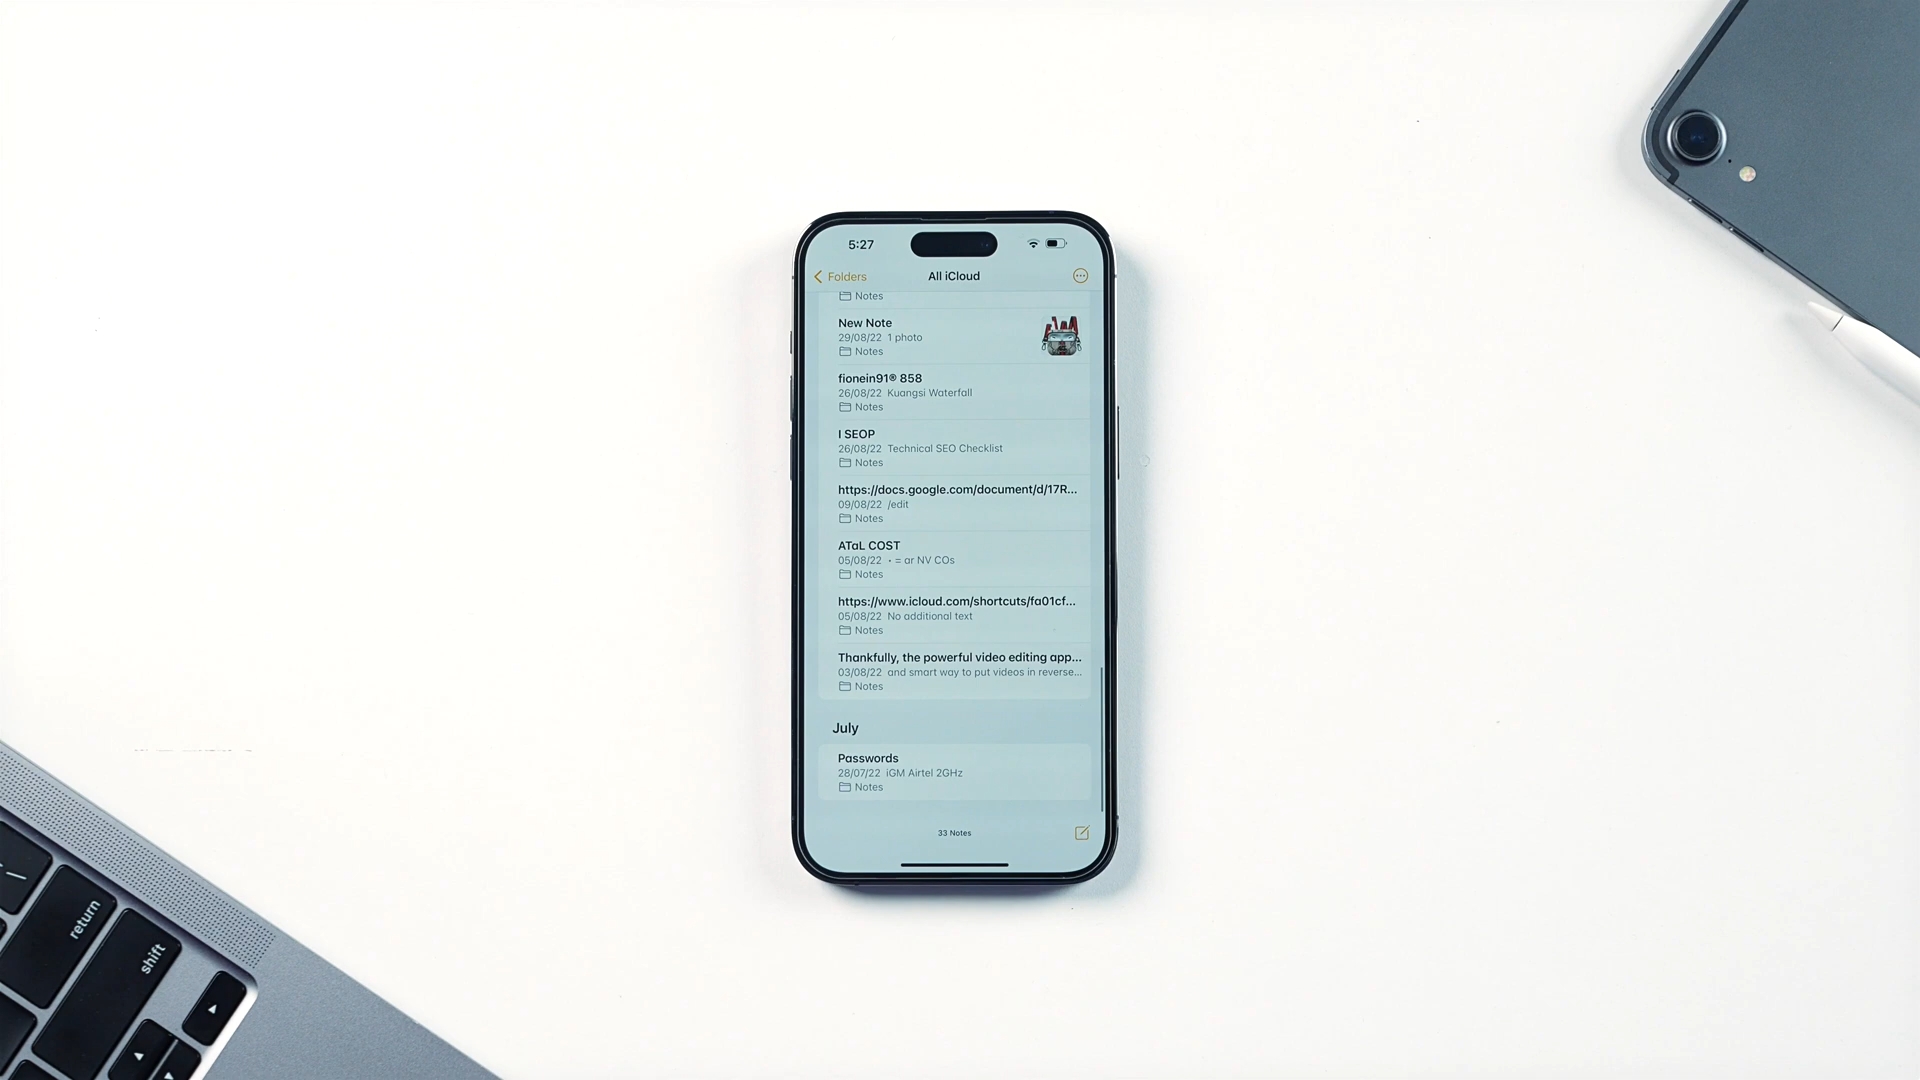 5:27
Folders
All iCloud
Notes
New Note
29/08/22 1 photo
Notes
fionein91® 858
26/08/22 Kuangsi Waterfall
Notes
I SEOP
26/08/22 Technical SEO Checklist
Notes
https://docs.google.com/document/d/17R...
09/08/22 /edit
Notes
ATaL COST
05/08/22 • = ar NV COs
Notes
https://www.icloud.com/shortcuts/fa01cf...
05/08/22 No additional text
Notes
Thankfully, the powerful video editing app...
03/08/22 and smart way to put videos in reverse...
Notes
July
Passwords
28/07/22 iGM Airtel 2GHz
Notes
33 Notes
return
shift